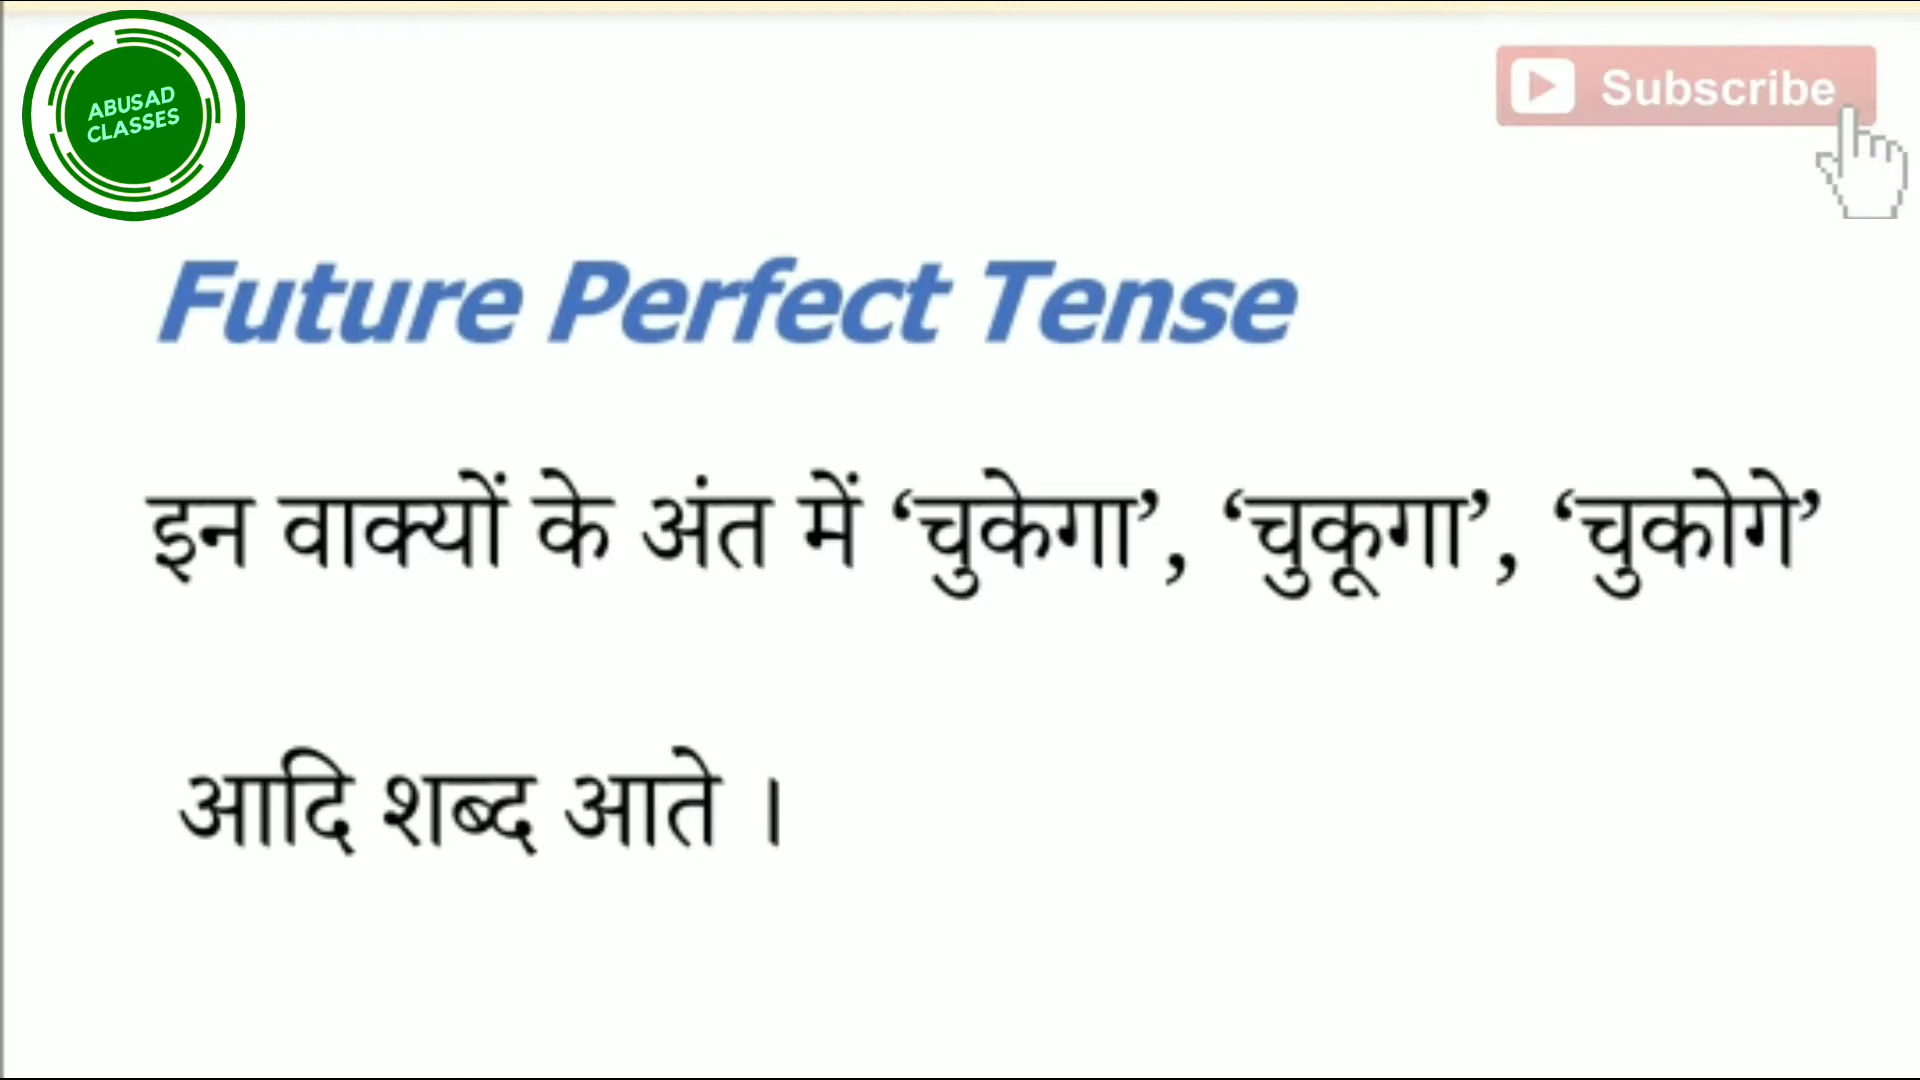 ABUSAD
CLASSES
Subscribe
Future Perfect Tense
इन वाक्यों के अंत में ‘चुकेगा’, ‘चुकूगा’, ‘चुकोगे’
आदि शब्द आते ।